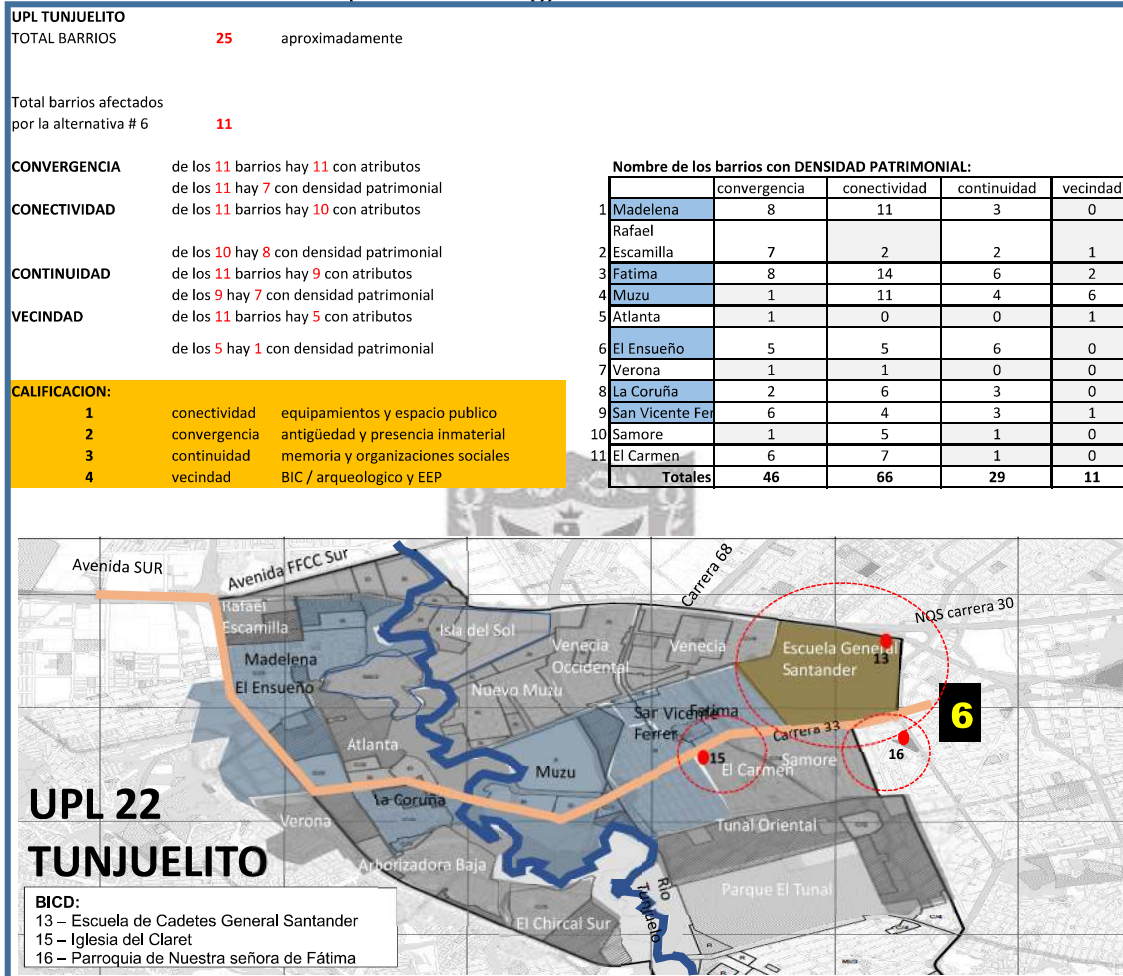 UPL TUNJUELITO
TOTAL BARRIOS 25 aproximadamente
Total barrios afectados
por la alternativa # 6 11
CONVERGENCIA de los 11 barrios hay 11 con atributos
de los 11 hay 7 con densidad patrimonial
CONECTIVIDAD de los 11 barrios hay 10 con atributos
de los 10 hay 8 con densidad patrimonial
CONTINUIDAD de los 11 barrios hay 9 con atributos
de los 9 hay 7 con densidad patrimonial
VECINDAD de los 11 barrios hay 5 con atributos
de los 5 hay 1 con densidad patrimonial
CALIFICACION:
1 conectividad equipamientos y espacio publico
2 convergencia antigüedad y presencia inmaterial
3 continuidad memoria y organizaciones sociales
4 vecindad BIC / arqueologico y EEP
Nombre de los barrios con DENSIDAD PATRIMONIAL:
convergencia conectividad continuidad vecindad
1 Madelena 8 11 3 0
Rafael
2 Escamilla 7 2 2 1
3 Fatima 8 14 6 2
4 Muzu 1 11 4 6
5 Atlanta 1 0 0 1
6 El Ensueño 5 5 6 0
7 Verona 1 1 0 0
8 La Coruña 2 6 3 0
9 San Vicente Fer 6 4 3 1
10 Samore 1 5 1 0
11 El Carmen 6 7 1 0
Totales 46 66 29 11
Avenida SUR
Avenida FFCC Sur
Carrera 68
NQS carrera 30
Rafael
Escamilla
Isla del Sol
Venecia
Occidental
Venecia
Escuela General
Santander
13
Madelena
El Ensueño
Nuevo Muzu
San Vicente
Ferrer
Fatima
6
Carrera 33
Atlanta
Muzu
15
El Carmen
Samore
16
La Coruña
Verona
Tunal Oriental
UPL 22
TUNJUELITO
Arborizadora Baja
Parque El Tunal
Río
Tunjuelo
El Chircal Sur
BICD:
13 – Escuela de Cadetes General Santander
15 – Iglesia del Claret
16 – Parroquia de Nuestra señora de Fátima